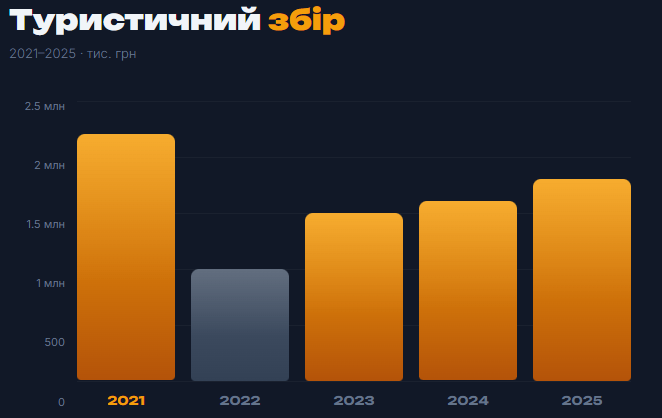 Туристичний збір
2021–2025 · тис. грн
2.5 млн
2 млн
1.5 млн
1 млн
500
0
2021 2022 2023 2024 2025